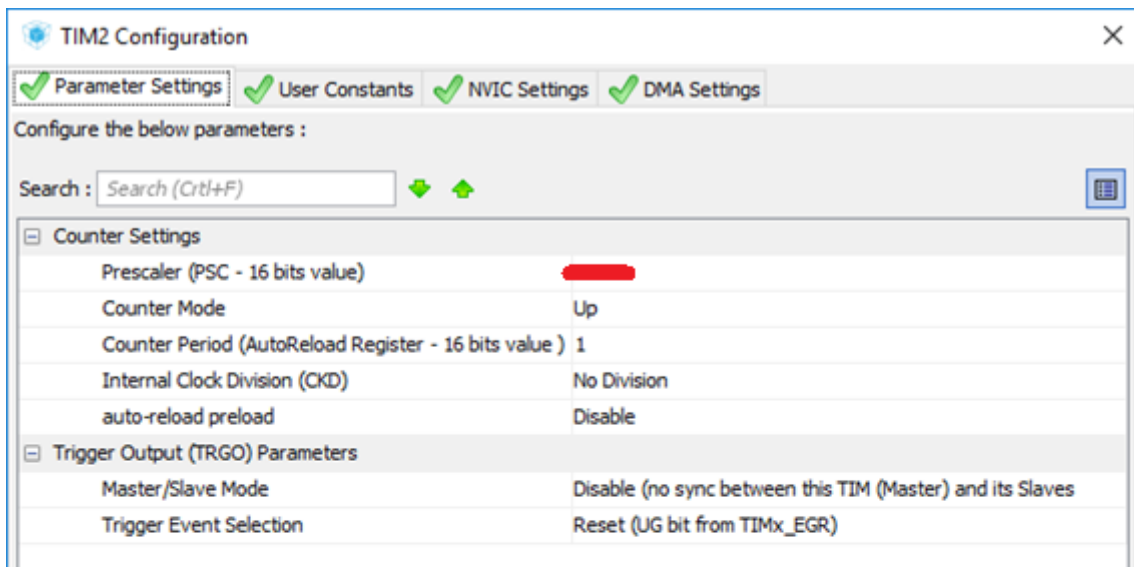 TIM2 Configuration
Parameter Settings User Constants NVIC Settings DMA Settings
Configure the below parameters :
Search : Search (Crtl+F)
Counter Settings
Prescaler (PSC - 16 bits value)
Counter Mode Up
Counter Period (AutoReload Register - 16 bits value ) 1
Internal Clock Division (CKD) No Division
auto-reload preload Disable
Trigger Output (TRGO) Parameters
Master/Slave Mode Disable (no sync between this TIM (Master) and its Slaves
Trigger Event Selection Reset (UG bit from TIMx_EGR)